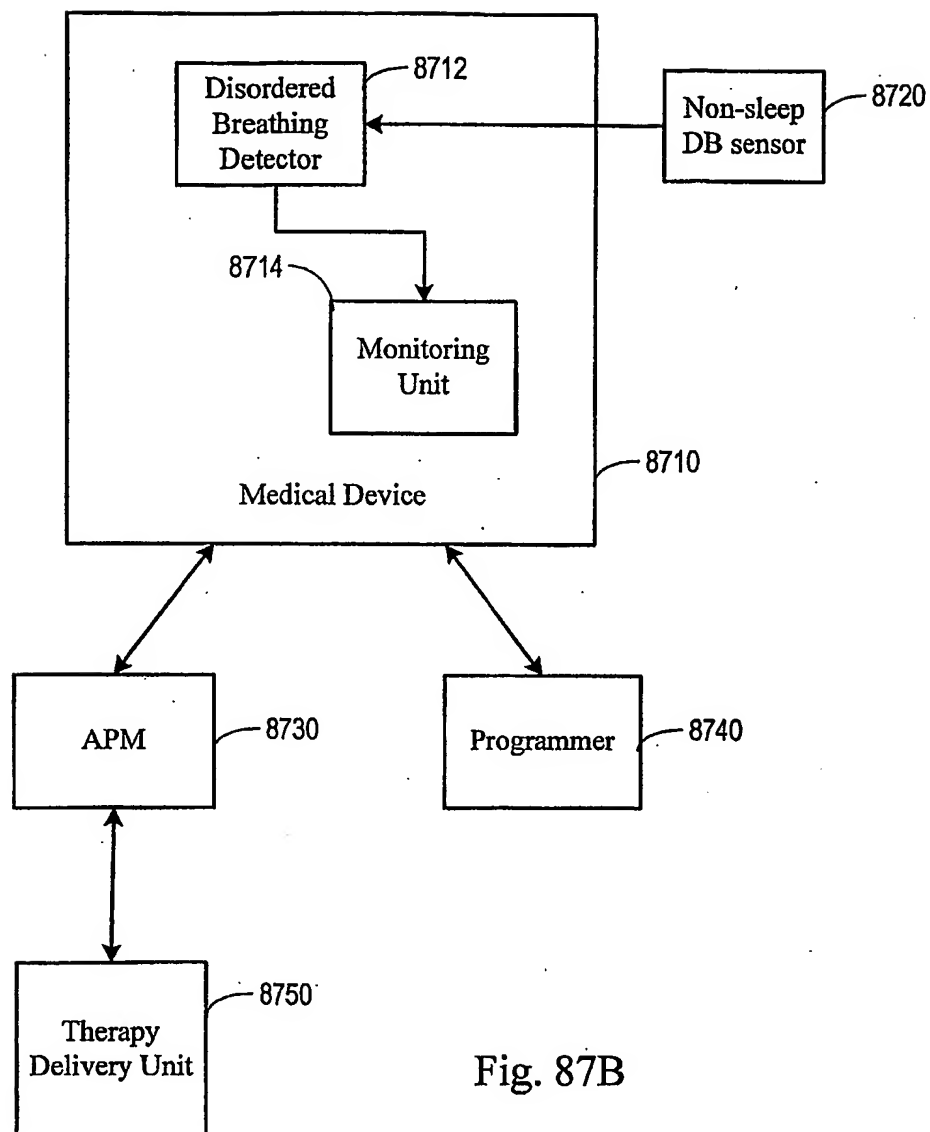 Disordered
Breathing
Detector
8712
Non-sleep
DB sensor
8720
8714
Monitoring
Unit
8710
Medical Device
APM
8730
Programmer
8740
Therapy
Delivery Unit
8750
Fig. 87B